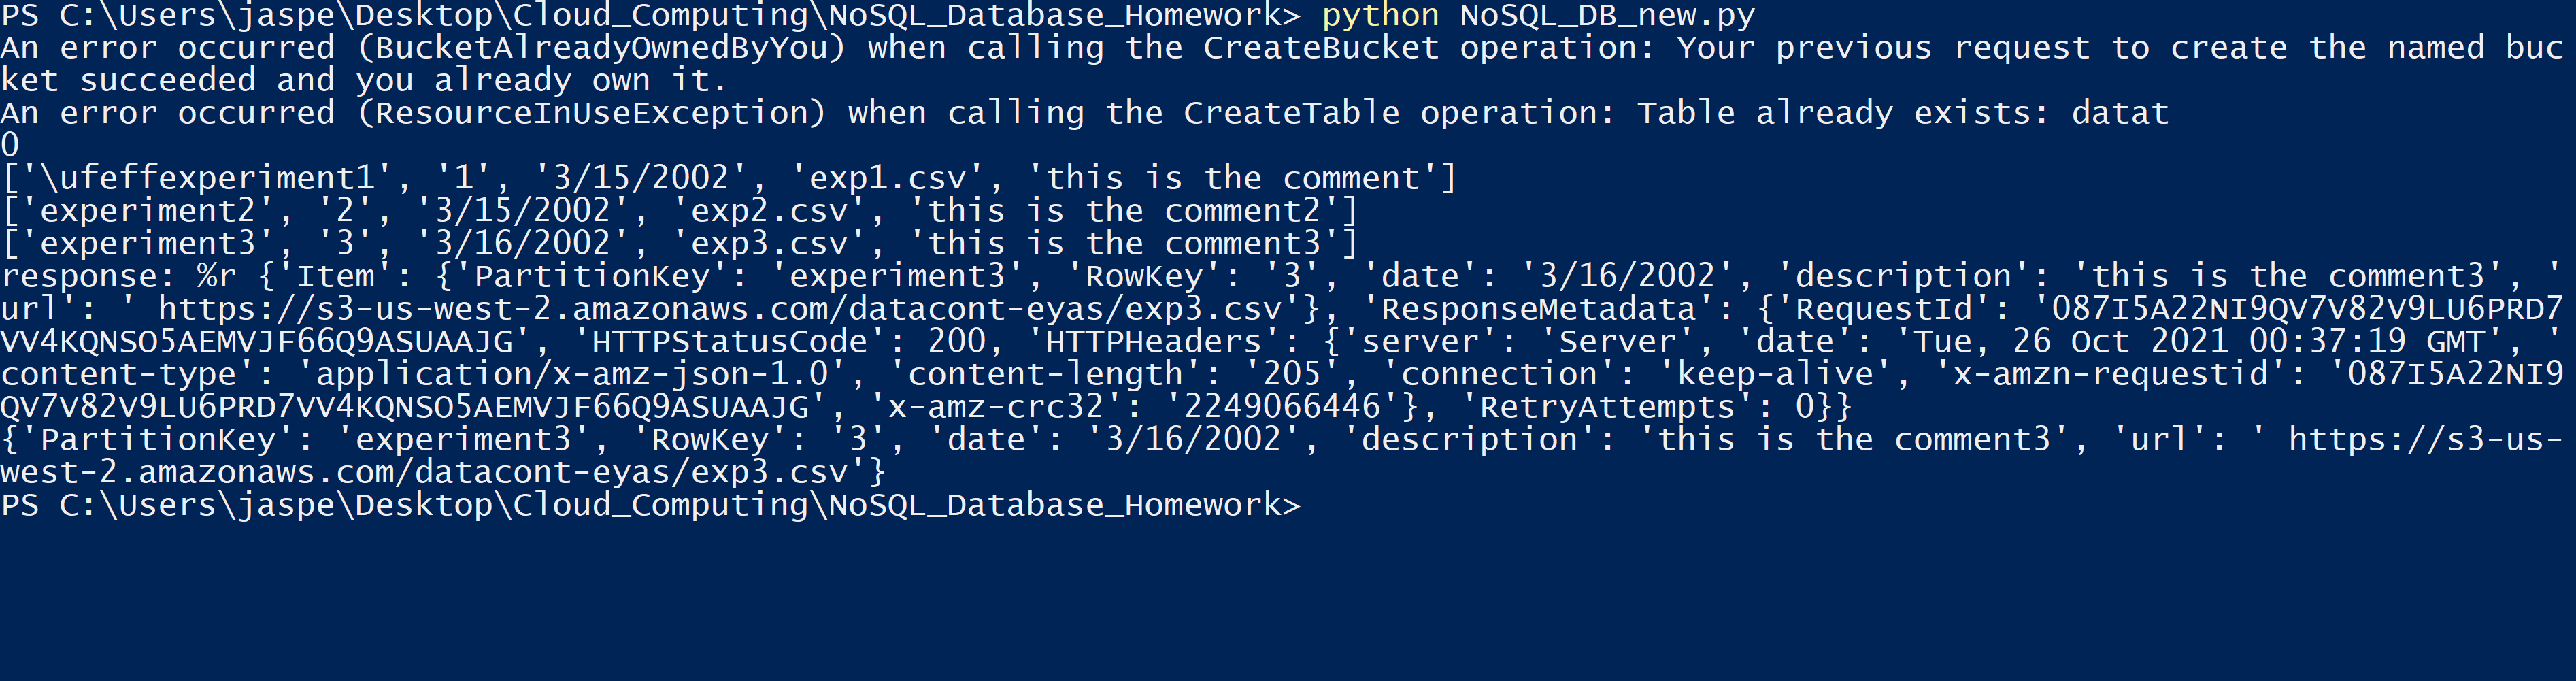 PS C:\Users\jaspe\Desktop\Cloud_Computing\NoSQL_Database_Homework> python NoSQL_DB_new.py
An error occurred (BucketAlreadyOwnedByYou) when calling the CreateBucket operation: Your previous request to create the named buc
ket succeeded and you already own it.
An error occurred (ResourceInUseException) when calling the CreateTable operation: Table already exists: datat
0
['\ufeffexperiment1', '1', '3/15/2002', 'exp1.csv', 'this is the comment']
['experiment2', '2', '3/15/2002', 'exp2.csv', 'this is the comment2']
['experiment3', '3', '3/16/2002', 'exp3.csv', 'this is the comment3']
response: %r {'Item': {'PartitionKey': 'experiment3', 'RowKey': '3', 'date': '3/16/2002', 'description': 'this is the comment3', '
url': ' https://s3-us-west-2.amazonaws.com/datacont-eyas/exp3.csv'}, 'ResponseMetadata': {'RequestId': 'O87I5A22NI9QV7V82V9LU6PRD7
VV4KQNSO5AEMVJF66Q9ASUAAJG', 'HTTPStatusCode': 200, 'HTTPHeaders': {'server': 'Server', 'date': 'Tue, 26 Oct 2021 00:37:19 GMT', '
content-type': 'application/x-amz-json-1.0', 'content-length': '205', 'connection': 'keep-alive', 'x-amzn-requestid': 'O87I5A22NI9
QV7V82V9LU6PRD7VV4KQNSO5AEMVJF66Q9ASUAAJG', 'x-amz-crc32': '2249066446'}, 'RetryAttempts': 0}}
{'PartitionKey': 'experiment3', 'RowKey': '3', 'date': '3/16/2002', 'description': 'this is the comment3', 'url': ' https://s3-us-
west-2.amazonaws.com/datacont-eyas/exp3.csv'}
PS C:\Users\jaspe\Desktop\Cloud_Computing\NoSQL_Database_Homework>